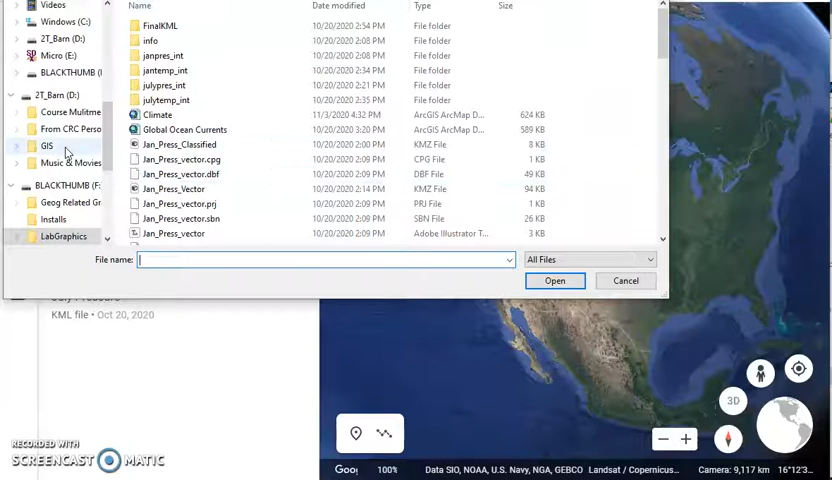 Videos
Windows (C:)
2T_Barn (D:)
Micro (E:)
BLACKTHUMB (I
2T_Barn (D:)
Course Mulitme
From CRC Perso
GIS
Music & Movies
BLACKTHUMB (F:
Geog Related Gr
Installs
LabGraphics
Name Date modified Type Size
FinalKML 10/20/2020 2:54 PM File folder
info 10/20/2020 2:08 PM File folder
janpres_int 10/20/2020 2:08 PM File folder
jantemp_int 10/20/2020 2:34 PM File folder
julypres_int 10/20/2020 2:21 PM File folder
julytemp_int 10/20/2020 2:35 PM File folder
Climate 11/3/2020 4:32 PM ArcGIS ArcMap D... 624 KB
Global Ocean Currents 10/20/2020 3:20 PM ArcGIS ArcMap D... 589 KB
Jan_Press_Classified 10/20/2020 2:09 PM KMZ File 8 KB
Jan_Press_vector.cpg 10/20/2020 2:09 PM CPG File 1 KB
Jan_Press_vector.dbf 10/20/2020 2:09 PM DBF File 49 KB
Jan_Press_Vector 10/20/2020 2:14 PM KMZ File 94 KB
Jan_Press_vector.prj 10/20/2020 2:09 PM PRJ File 1 KB
Jan_Press_vector.sbn 10/20/2020 2:09 PM SBN File 26 KB
Jan_Press_vector 10/20/2020 2:09 PM Adobe Illustrator T... 3 KB
File name: All Files
Open Cancel
KML file • Oct 20, 2020
3D
RECORDED WITH
SCREENCAST MATIC
Goog 100% Data SIO, NOAA, U.S. Navy, NGA, GEBCO Landsat / Copernicus... Camera: 9,117 km 16°12'3...